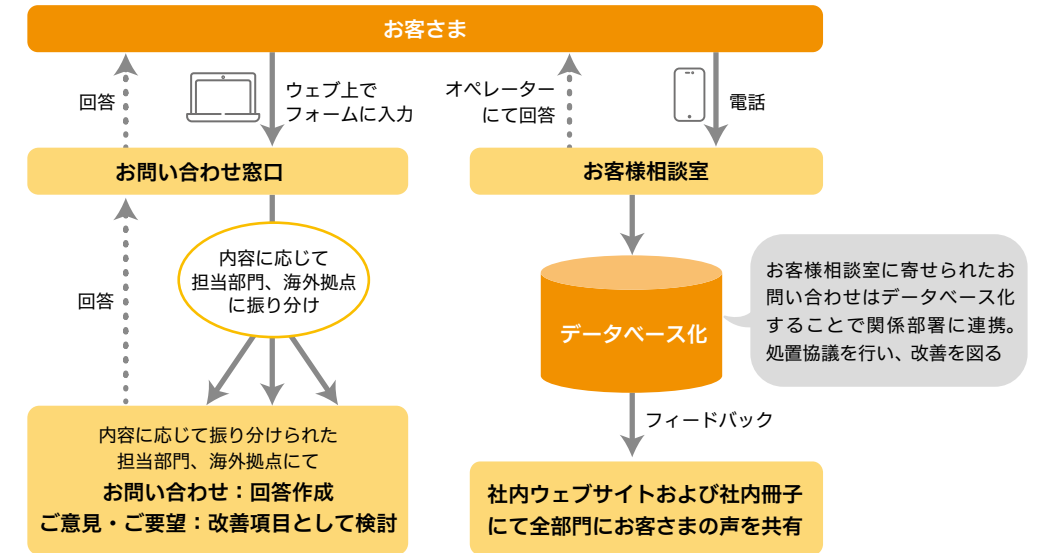 お客さま
回答
ウェブ上で
フォームに入力
お問い合わせ窓口
内容に応じて
担当部門、海外拠点
に振り分け
回答
内容に応じて振り分けられた
担当部門、海外拠点にて
お問い合わせ：回答作成
ご意見・ご要望：改善項目として検討
オペレーター
にて回答
電話
お客様相談室
データベース化
お客様相談室に寄せられたお
問い合わせはデータベース化
することで関係部署に連携。
処置協議を行い、改善を図る
フィードバック
社内ウェブサイトおよび社内冊子
にて全部門にお客さまの声を共有